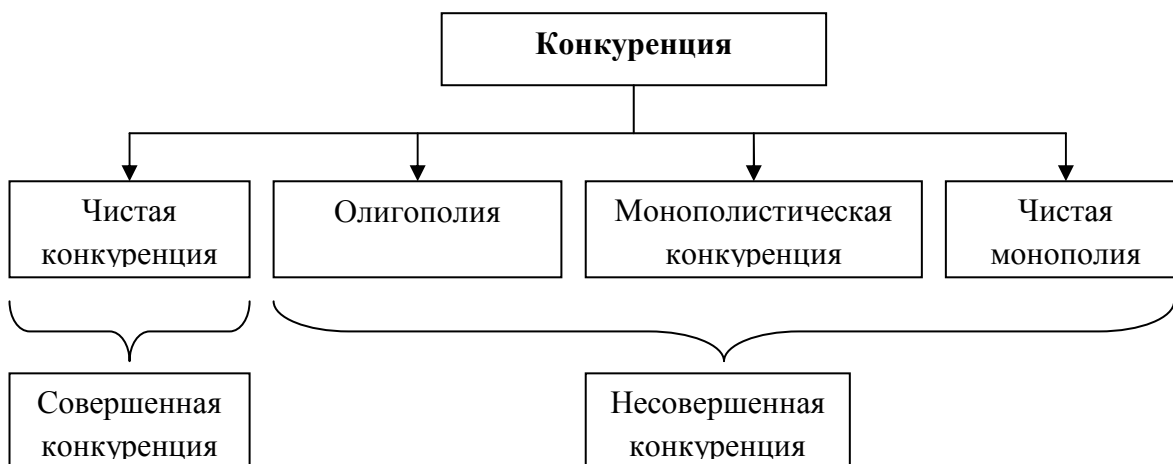 Конкуренция
Чистая
конкуренция
Олигополия
Монополистическая
конкуренция
Чистая
монополия
Совершенная
конкуренция
Несовершенная
конкуренция